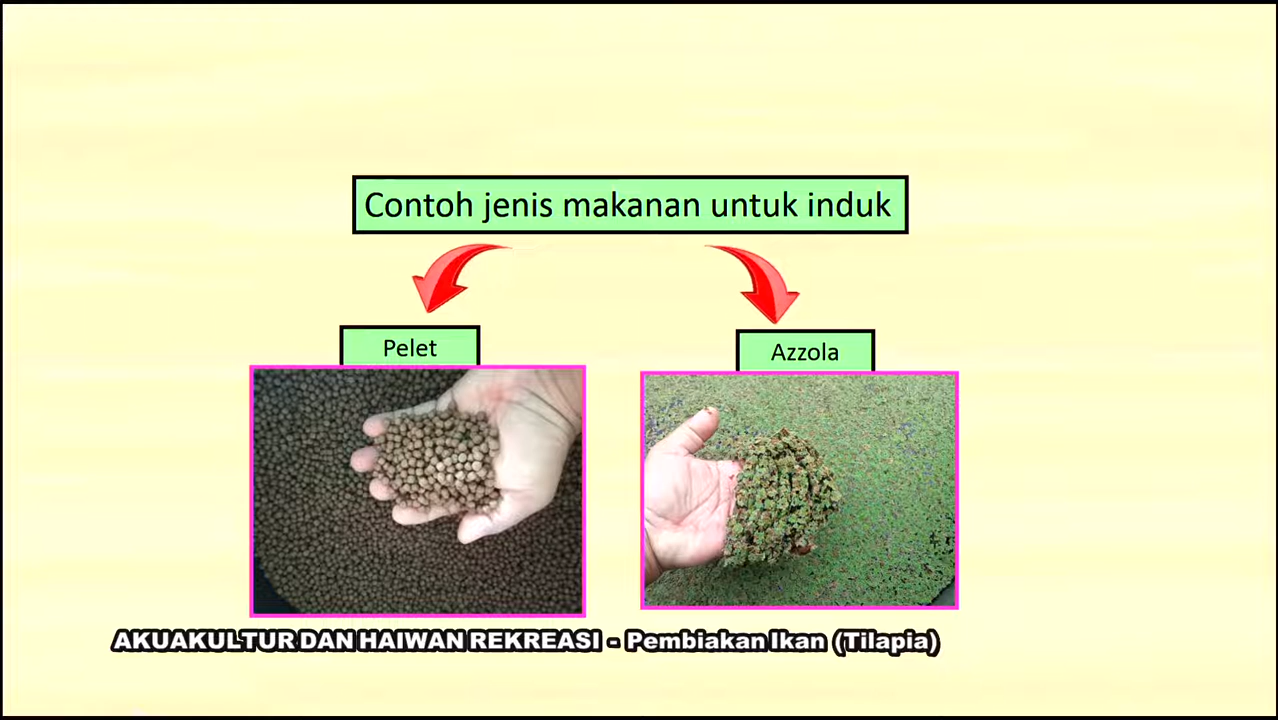 Contoh jenis makanan untuk induk
Pelet
Azzola
AKUAKULTUR DAN HAIWAN REKREASI - Pembiakan Ikan (Tilapia)